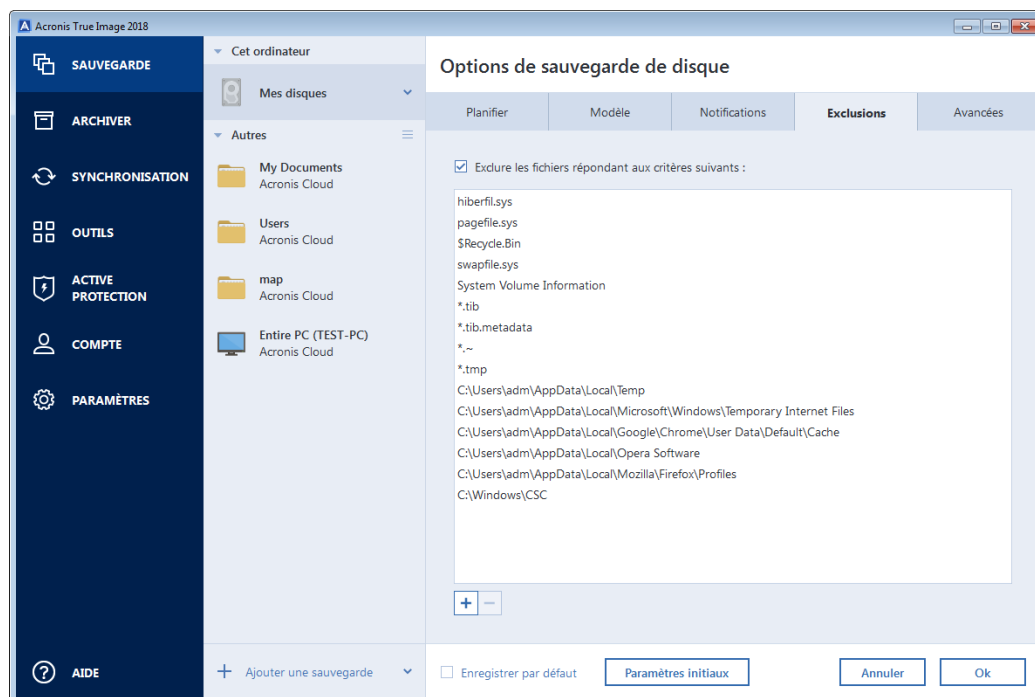 Acronis True Image 2018
SAUVEGARDE
ARCHIVER
SYNCHRONISATION
OUTILS
ACTIVE
PROTECTION
COMPTE
PARAMÈTRES
AIDE
Cet ordinateur
Mes disques
Autres
My Documents
Acronis Cloud
Users
Acronis Cloud
map
Acronis Cloud
Entire PC (TEST-PC)
Acronis Cloud
Ajouter une sauvegarde
Options de sauvegarde de disque
Planifier
Modèle
Notifications
Exclusions
Avancées
Exclure les fichiers répondant aux critères suivants :
hiberfil.sys
pagefile.sys
$Recycle.Bin
swapfile.sys
System Volume Information
*.tib
*.tib.metadata
*.~
*.tmp
C:\Users\adm\AppData\Local\Temp
C:\Users\adm\AppData\Local\Microsoft\Windows\Temporary Internet Files
C:\Users\adm\AppData\Local\Google\Chrome\User Data\Default\Cache
C:\Users\adm\AppData\Local\Opera Software
C:\Users\adm\AppData\Local\Mozilla\Firefox\Profiles
C:\Windows\CSC
Enregistrer par défaut
Paramètres initiaux
Annuler
Ok